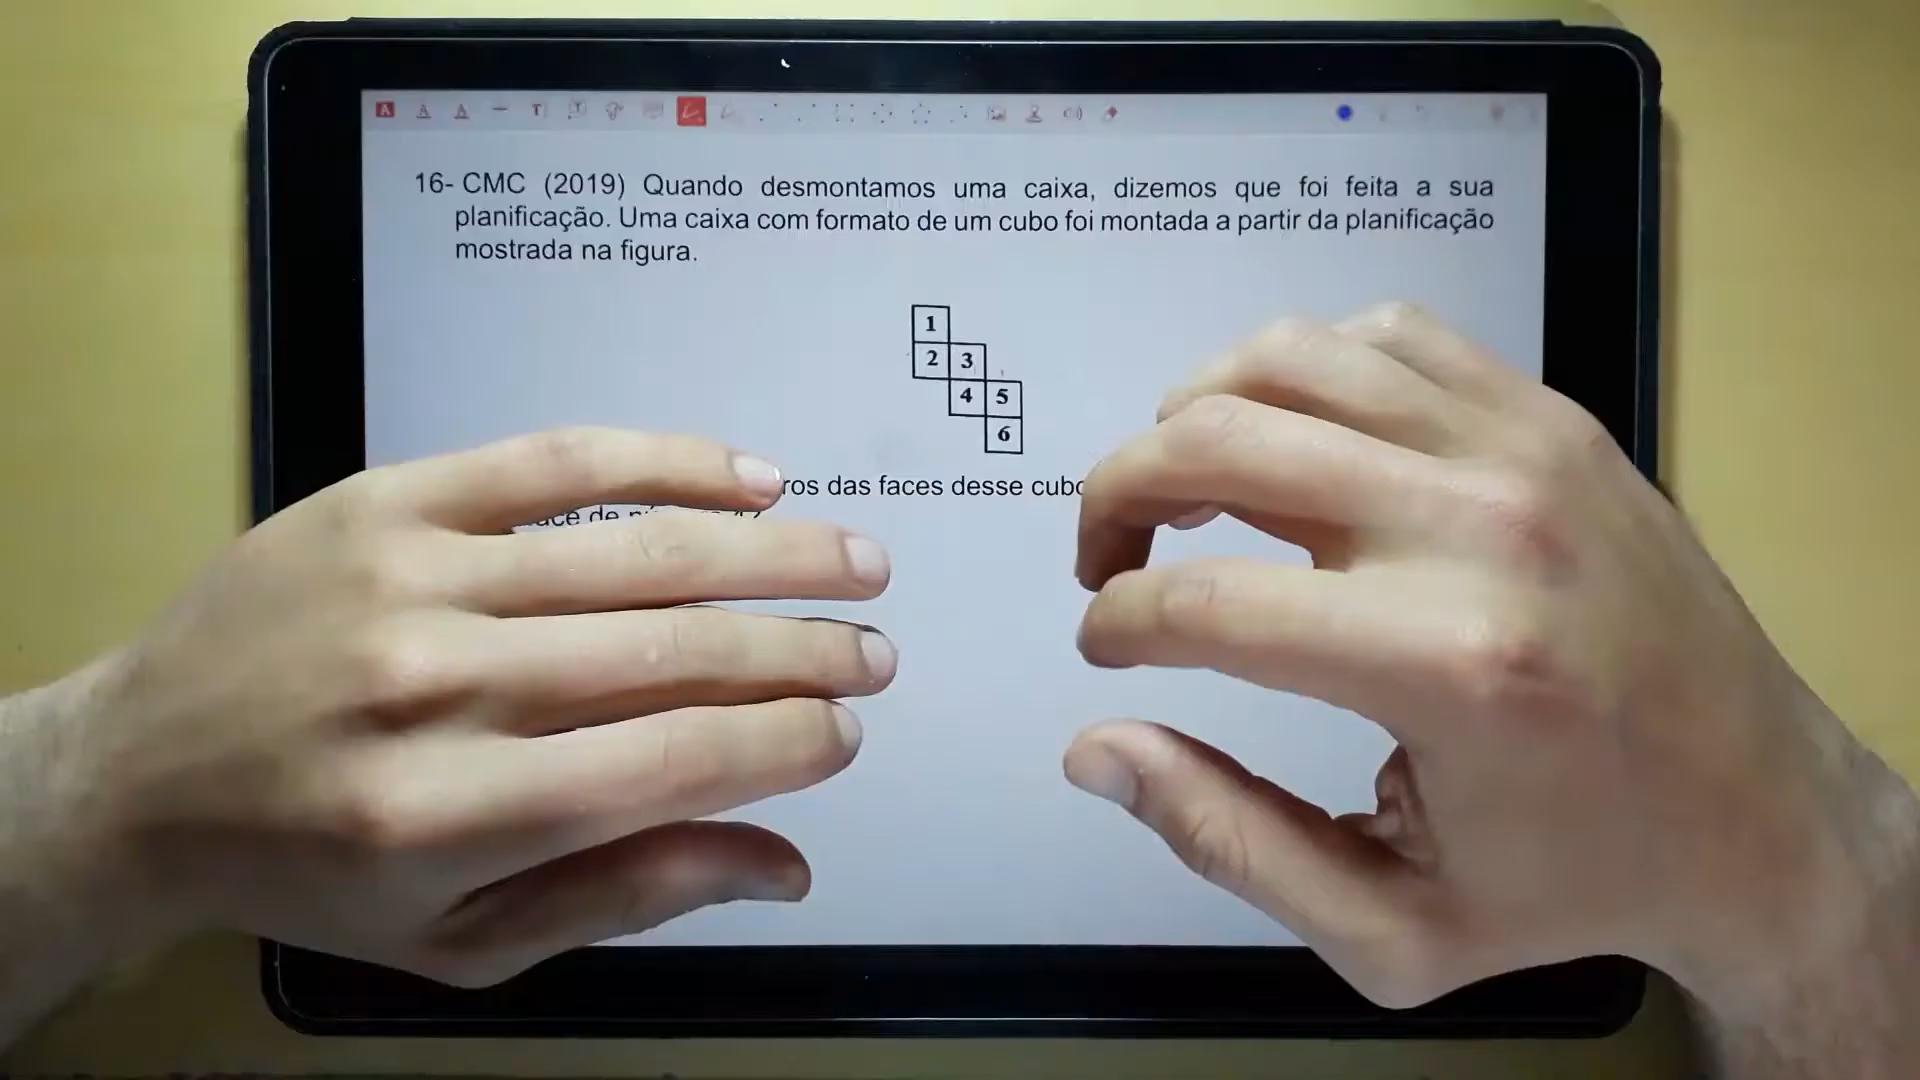 16- CMC (2019) Quando desmontamos uma caixa, dizemos que foi feita a sua
planificação. Uma caixa com formato de um cubo foi montada a partir da planificação
mostrada na figura.
1
2 3
4 5
6
das faces desse cubo
de